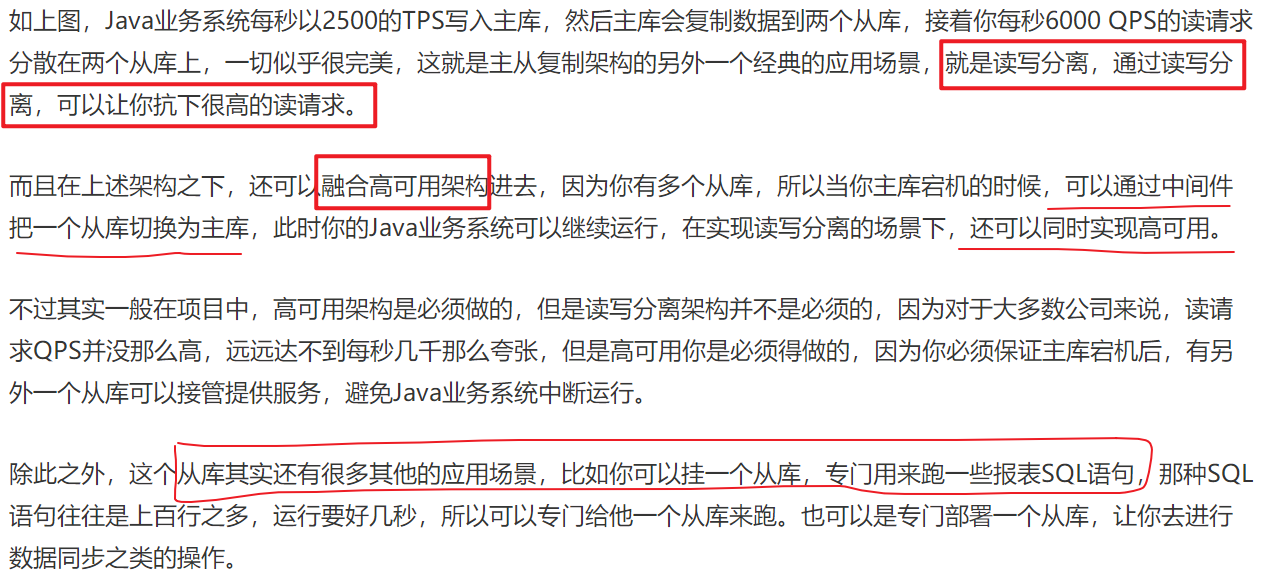 如上图，Java业务系统每秒以2500的TPS写入主库，然后主库会复制数据到两个从库，接着你每秒6000 QPS的读请求
分散在两个从库上，一切似乎很完美，这就是主从复制架构的另外一个经典的应用场景，就是读写分离，通过读写分
离，可以让你抗下很高的读请求。
而且在上述架构之下，还可以融合高可用架构进去，因为你有多个从库，所以当你主库宕机的时候，可以通过中间件
把一个从库切换为主库，此时你的Java业务系统可以继续运行，在实现读写分离的场景下，还可以同时实现高可用。
不过其实一般在项目中，高可用架构是必须做的，但是读写分离架构并不是必须的，因为对于大多数公司来说，读请
求QPS并没那么高，远远达不到每秒几千那么夸张，但是高可用你是必须得做的，因为你必须保证主库宕机后，有另
外一个从库可以接管提供服务，避免Java业务系统中断运行。
除此之外，这个从库其实还有很多其他的应用场景，比如你可以挂一个从库，专门用来跑一些报表SQL语句，那种SQL
语句往往是上百行之多，运行要好几秒，所以可以专门给他一个从库来跑。也可以是专门部署一个从库，让你去进行
数据同步之类的操作。